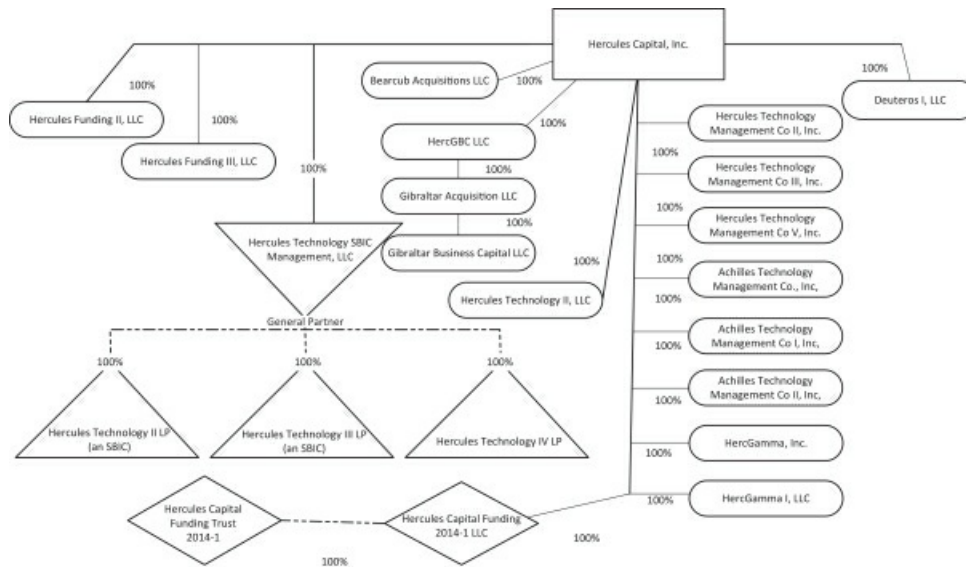 Hercules Capital, Inc.
100%
Hercules Funding II, LLC
100%
Hercules Funding III, LLC
100%
Hercules Technology SBIC
Management, LLC
Bearcub Acquisitions LLC
100%
HercGBC LLC
100%
100%
Gibraltar Acquisition LLC
100%
Gibraltar Business Capital LLC
100%
Hercules Technology II, LLC
100%
Deuteros I, LLC
Hercules Technology
Management Co II, Inc.
100%
Hercules Technology
Management Co III, Inc.
100%
Hercules Technology
Management Co V, Inc.
100%
Achilles Technology
Management Co., Inc,
100%
Achilles Technology
Management Co I, Inc,
100%
Achilles Technology
Management Co II, Inc,
100%
HercGamma, Inc.
100%
HercGamma I, LLC
100%
General Partner
100%
100%
100%
Hercules Technology II LP
(an SBIC)
Hercules Technology III LP
(an SBIC)
Hercules Technology IV LP
Hercules Capital
Funding Trust
2014-1
100%
Hercules Capital Funding
2014-1 LLC
100%